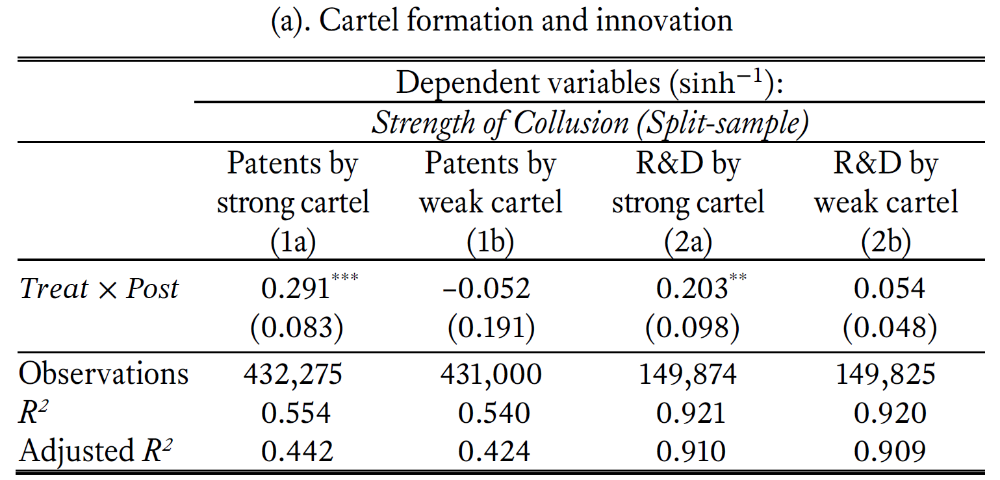 (a). Cartel formation and innovation
Dependent variables (sinh⁻¹):
Strength of Collusion (Split-sample)
Patents by Patents by R&D by R&D by
strong cartel weak cartel strong cartel weak cartel
(1a) (1b) (2a) (2b)
Treat × Post 0.291*** –0.052 0.203** 0.054
(0.083) (0.191) (0.098) (0.048)
Observations 432,275 431,000 149,874 149,825
R² 0.554 0.540 0.921 0.920
Adjusted R² 0.442 0.424 0.910 0.909